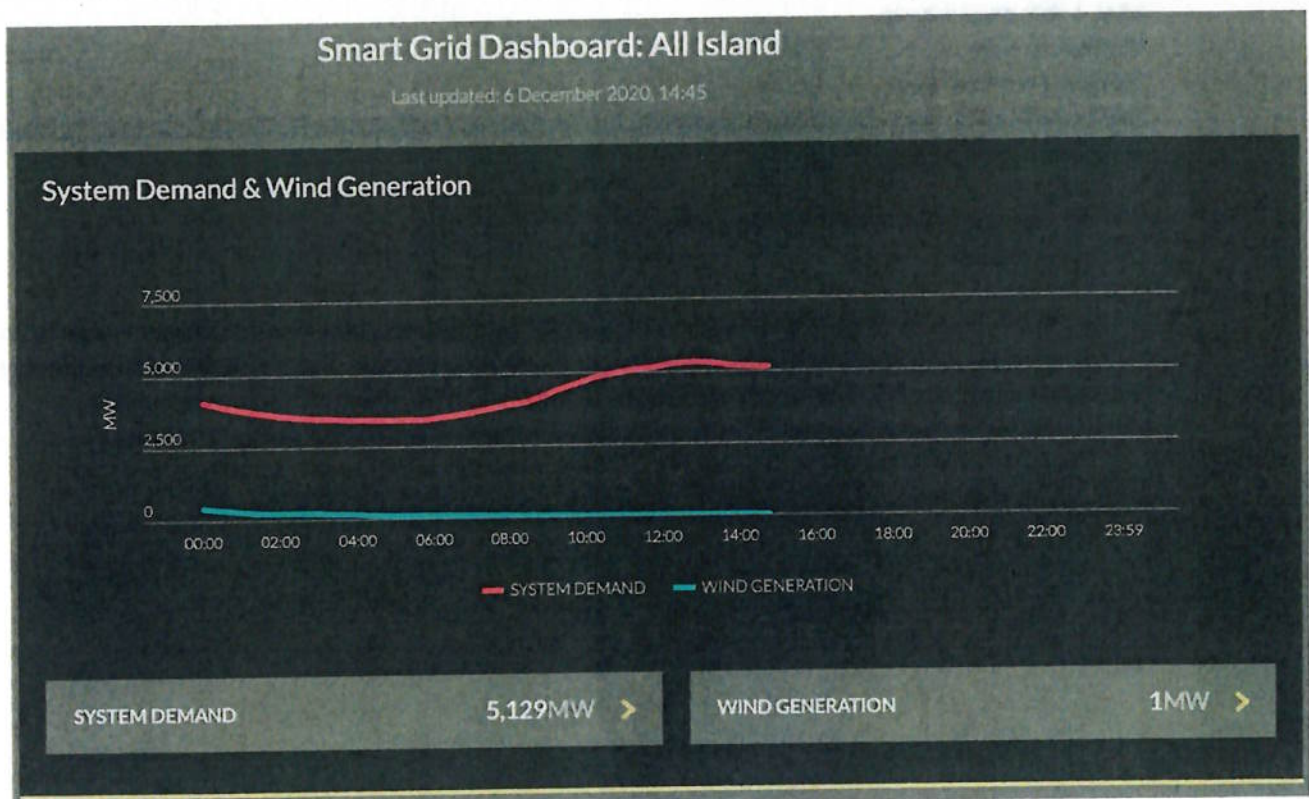 Smart Grid Dashboard: All Island
Last updated: 6 December 2020, 14:45
System Demand & Wind Generation
7,500
5,000
MW
2,500
0
00:00 02:00 04:00 06:00 08:00 10:00 12:00 14:00 16:00 18:00 20:00 22:00 23:59
SYSTEM DEMAND WIND GENERATION
SYSTEM DEMAND 5,129MW > WIND GENERATION 1MW >